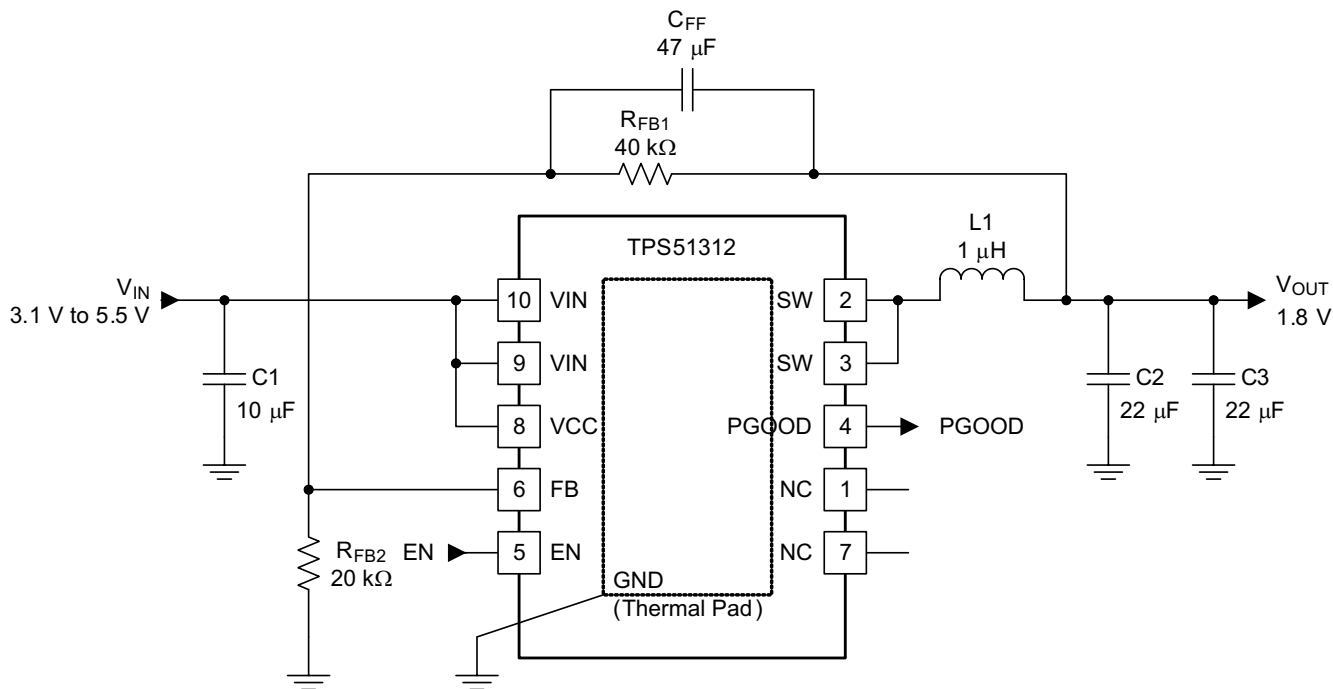 CFF
47 μF
RFB1
40 kΩ
TPS51312
L1
1 μH
VIN
3.1 V to 5.5 V
10 VIN
SW 2
VOUT
1.8 V
9 VIN
SW 3
C1
10 μF
C2
22 μF
C3
22 μF
8 VCC
PGOOD 4 PGOOD
6 FB
NC 1
RFB2
20 kΩ
EN 5 EN
NC 7
GND
(Thermal Pad)